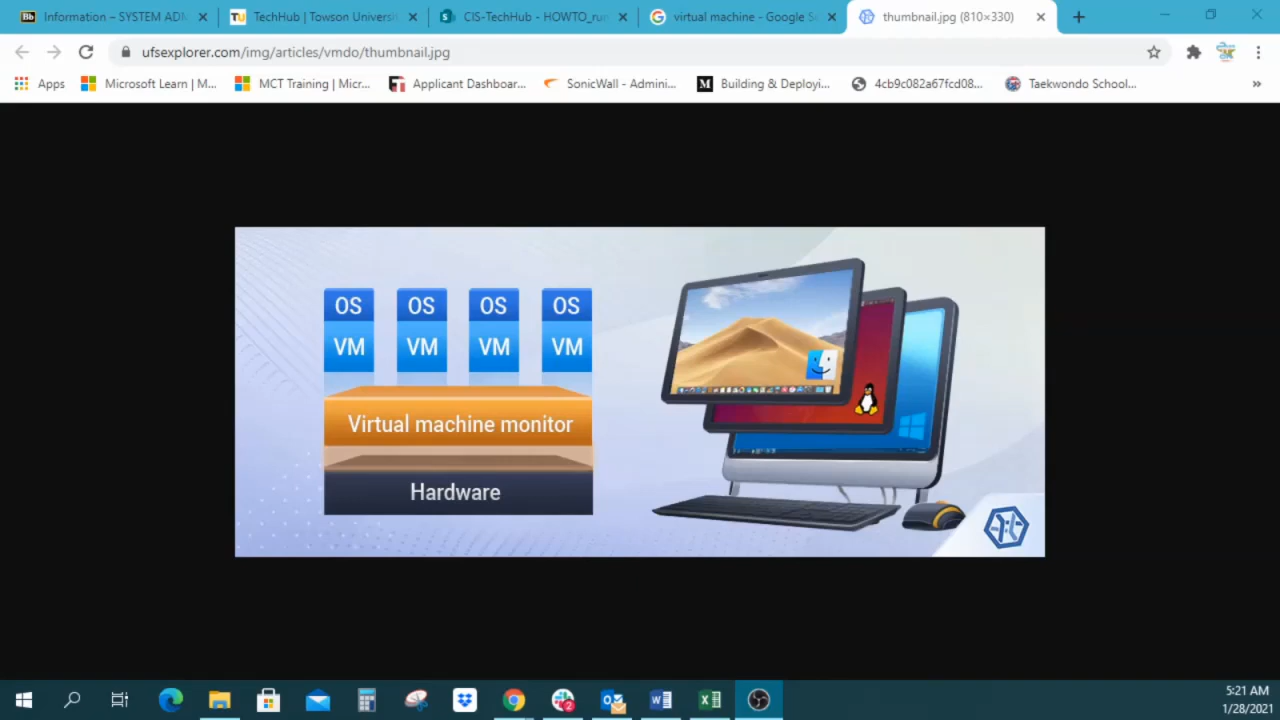 Information – SYSTEM ADM
TechHub | Towson Universit
CIS-TechHub - HOWTO_run
virtual machine - Google S
thumbnail.jpg (810×330)
ufsexplorer.com/img/articles/vmdo/thumbnail.jpg
Apps
Microsoft Learn | M...
MCT Training | Micr...
Applicant Dashboar...
SonicWall - Admini...
Building & Deployi...
4cb9c082a67fcd08...
Taekwondo School...
OS OS OS OS
VM VM VM VM
Virtual machine monitor
Hardware
5:21 AM
1/28/2021